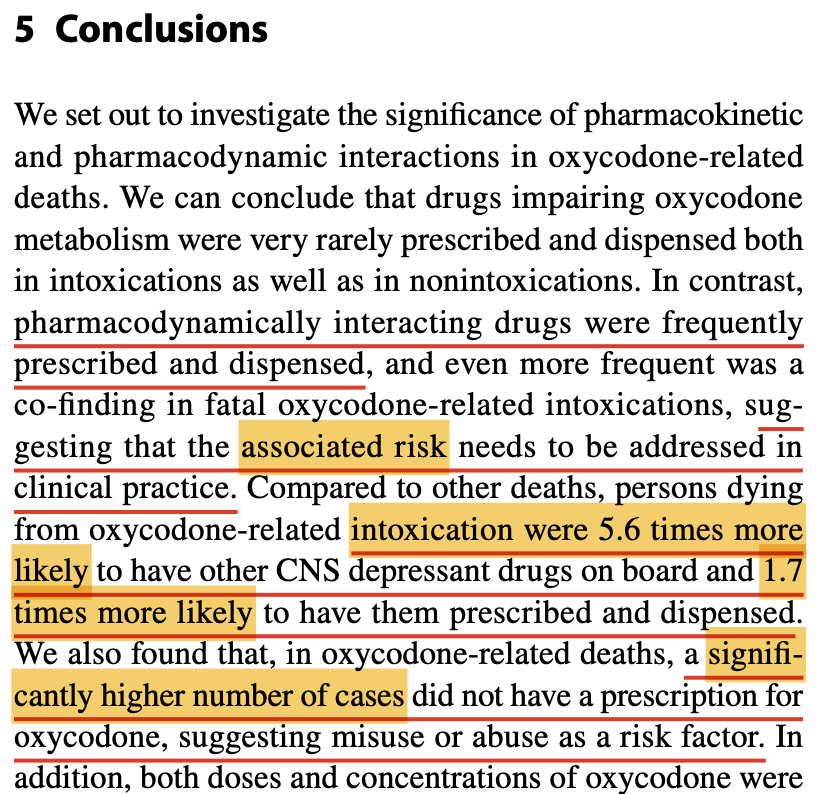 5 Conclusions
We set out to investigate the significance of pharmacokinetic
and pharmacodynamic interactions in oxycodone-related
deaths. We can conclude that drugs impairing oxycodone
metabolism were very rarely prescribed and dispensed both
in intoxications as well as in nonintoxications. In contrast,
pharmacodynamically interacting drugs were frequently
prescribed and dispensed, and even more frequent was a
co-finding in fatal oxycodone-related intoxications, sug-
gesting that the associated risk needs to be addressed in
clinical practice. Compared to other deaths, persons dying
from oxycodone-related intoxication were 5.6 times more
likely to have other CNS depressant drugs on board and 1.7
times more likely to have them prescribed and dispensed.
We also found that, in oxycodone-related deaths, a signifi-
cantly higher number of cases did not have a prescription for
oxycodone, suggesting misuse or abuse as a risk factor. In
addition, both doses and concentrations of oxycodone were